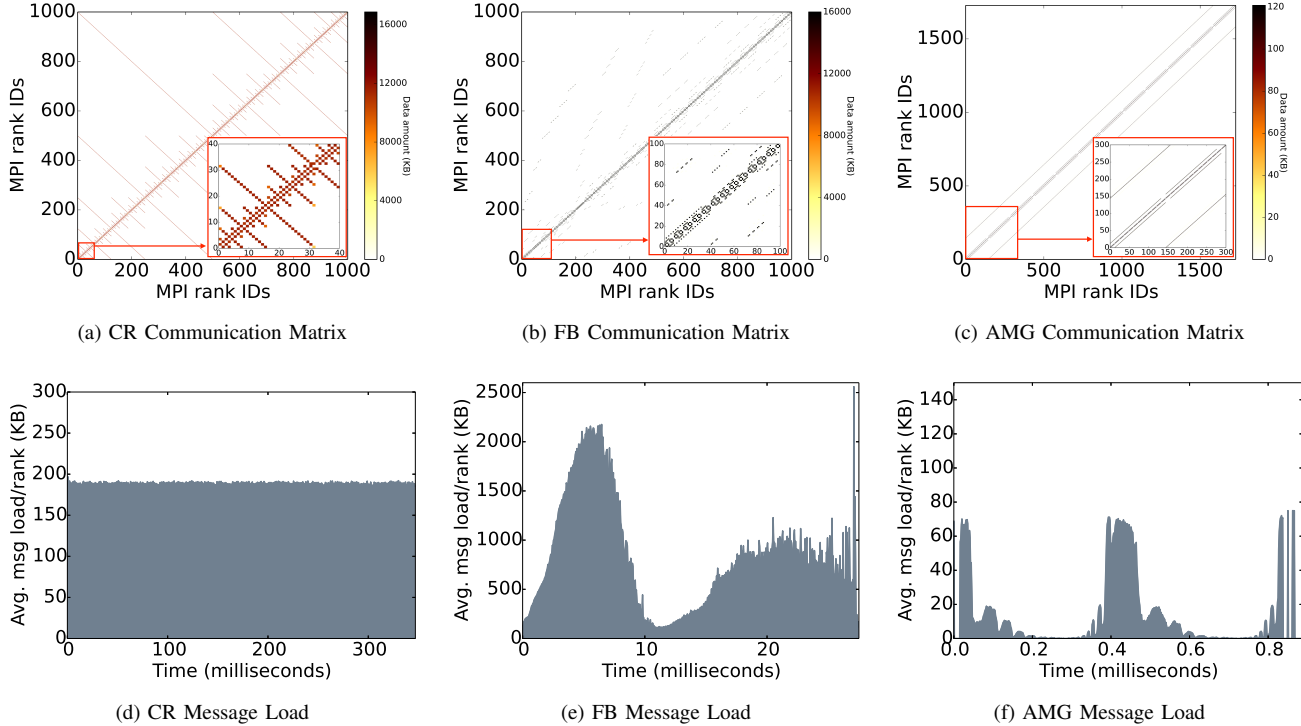 1000
800
600
400
200
0
MPI rank IDs
0 200 400 600 800 1000
MPI rank IDs
16000
12000
8000
4000
0
Data amount (KB)
40
30
20
10
0
10 20 30 40
(a) CR Communication Matrix
1000
800
600
400
200
0
MPI rank IDs
0 200 400 600 800 1000
MPI rank IDs
16000
12000
8000
4000
0
Data amount (KB)
100
80
60
40
20
0
0 20 40 60 80 100
(b) FB Communication Matrix
1500
1000
500
0
MPI rank IDs
0 500 1000 1500
MPI rank IDs
120
100
80
60
40
20
0
Data amount (KB)
300
250
200
150
100
50
0
0 50 100 150 200 250 300
(c) AMG Communication Matrix
300
250
200
150
100
50
0
Avg. msg load/rank (KB)
0 100 200 300
Time (milliseconds)
(d) CR Message Load
2500
2000
1500
1000
500
0
Avg. msg load/rank (KB)
0 10 20
Time (milliseconds)
(e) FB Message Load
140
120
100
80
60
40
20
0
Avg. msg load/rank (KB)
0.0 0.2 0.4 0.6 0.8
Time (milliseconds)
(f) AMG Message Load